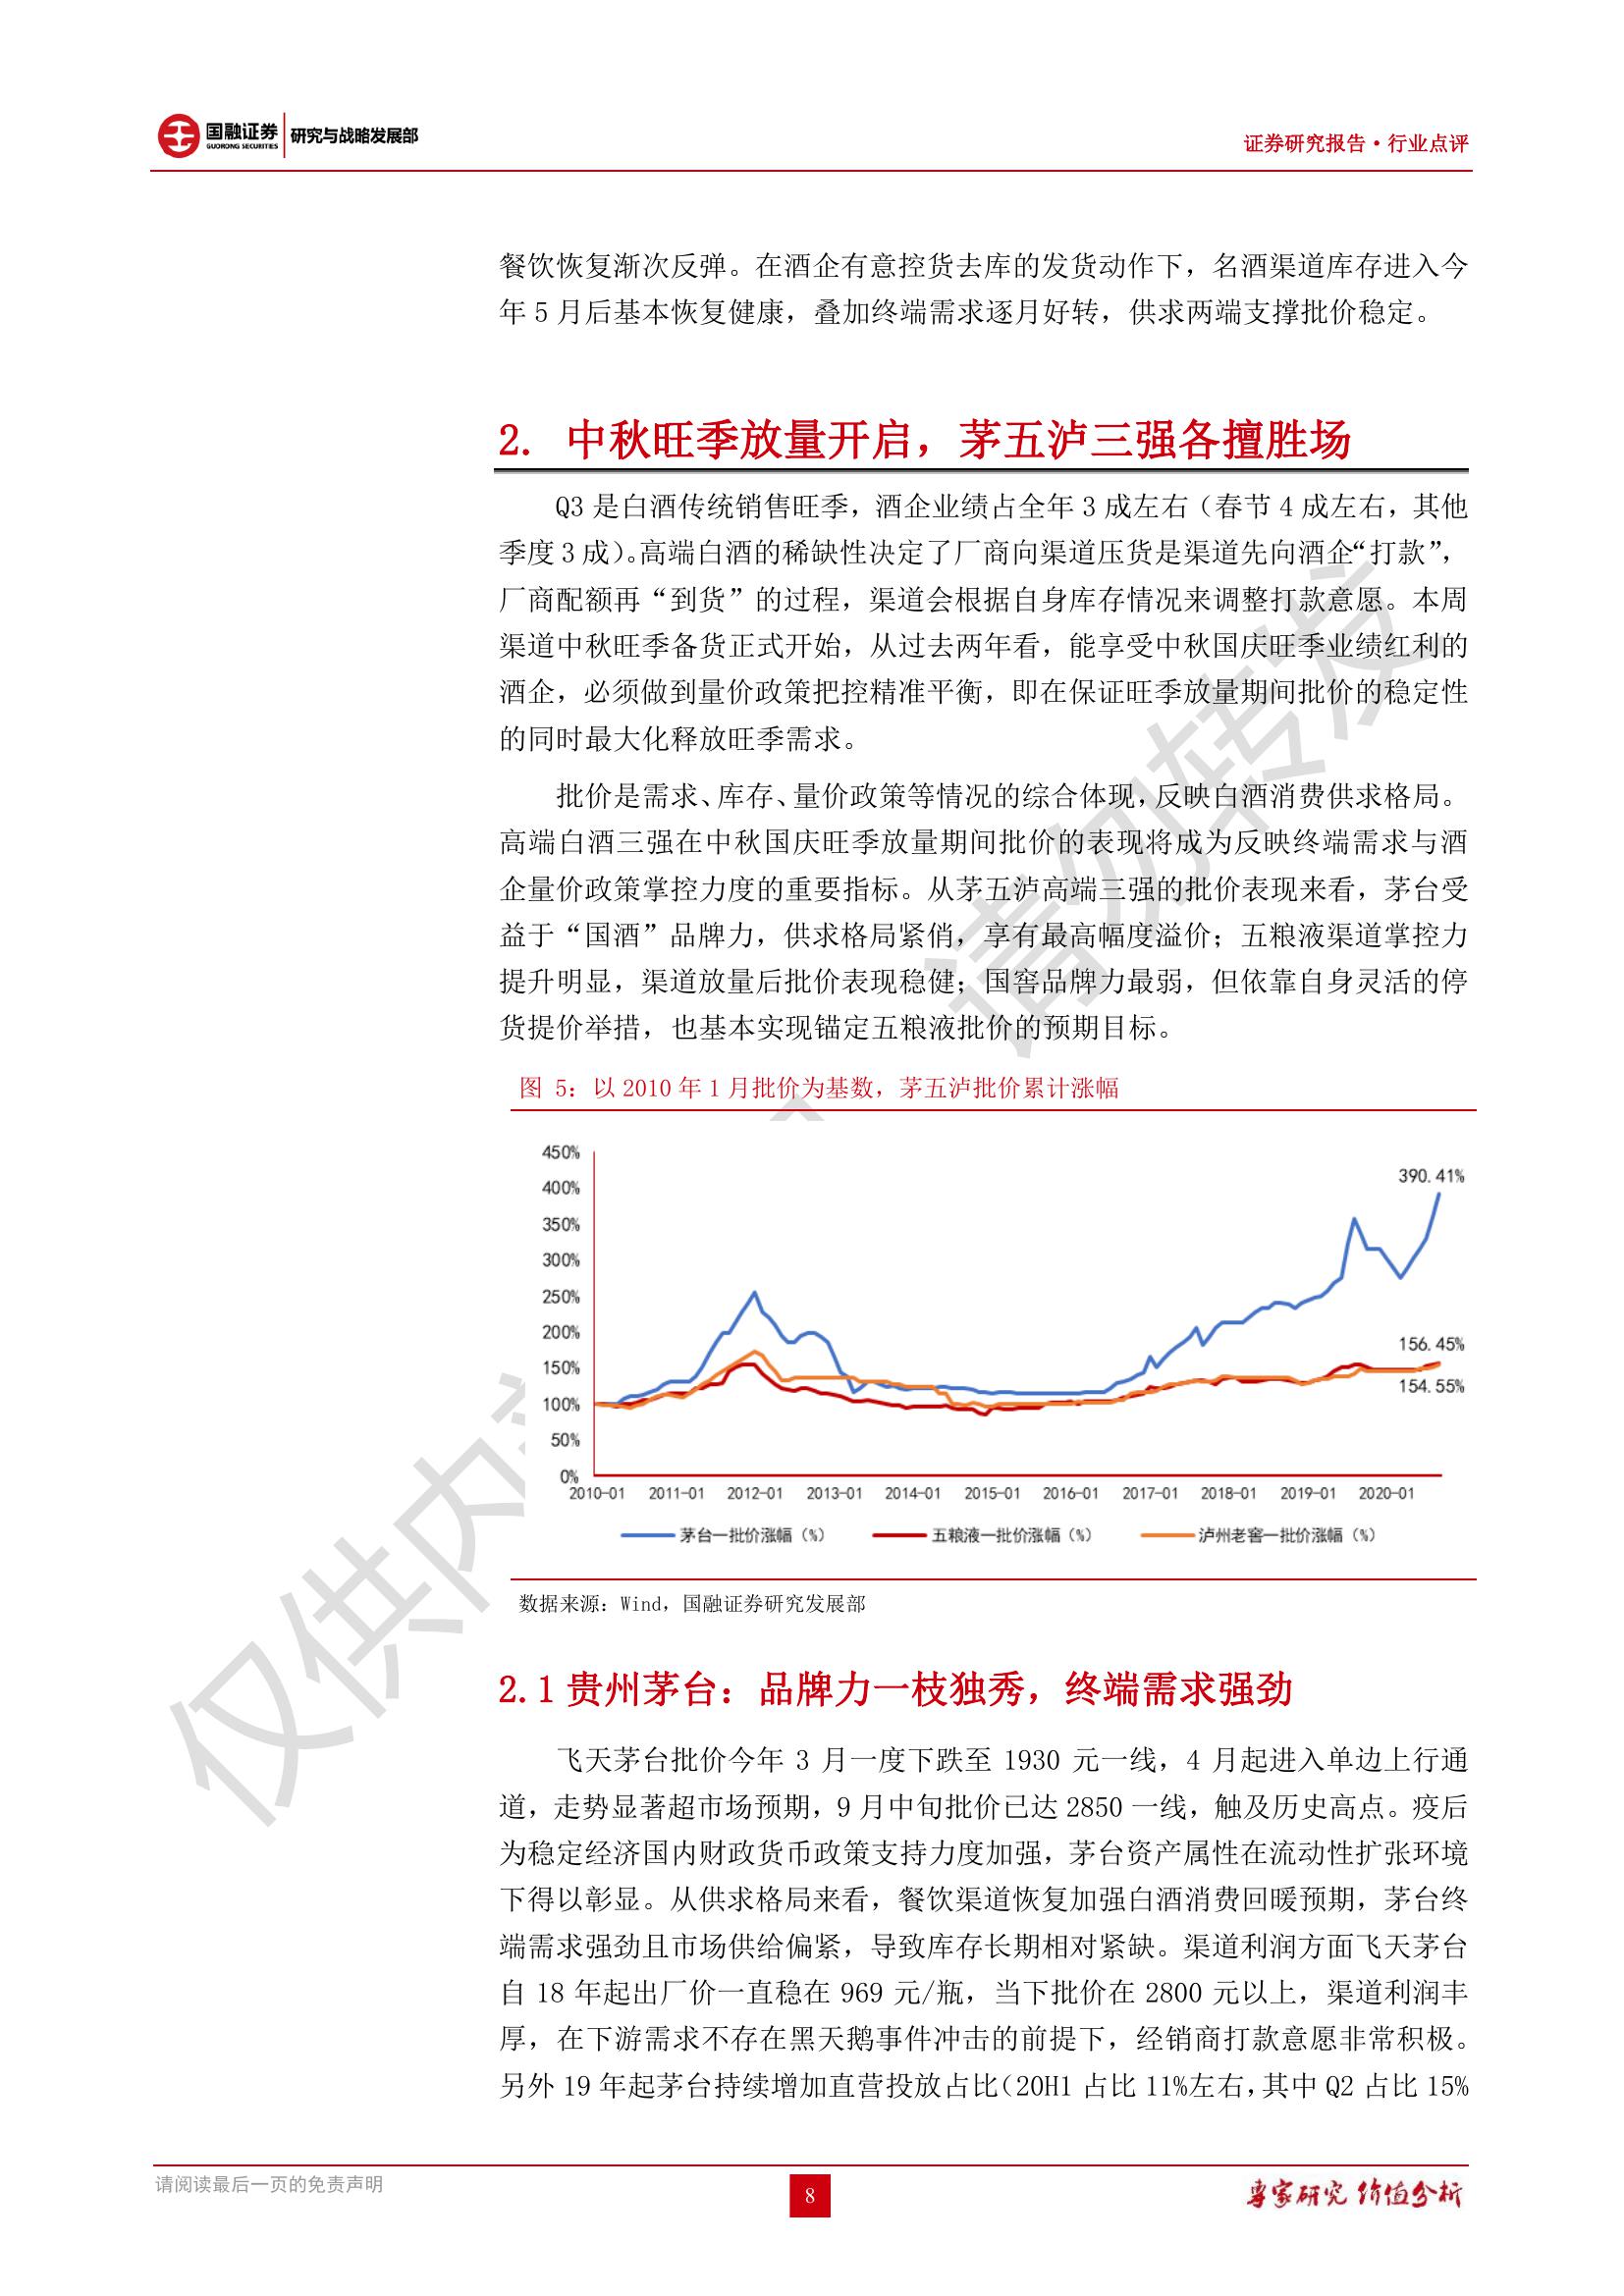 国融证券
GUORONG SECURITIES
研究与战略发展部
证券研究报告·行业点评
餐饮恢复渐次反弹。在酒企有意控货去库的发货动作下，名酒渠道库存进入今
年 5 月后基本恢复健康，叠加终端需求逐月好转，供求两端支撑批价稳定。
2. 中秋旺季放量开启，茅五泸三强各擅胜场
Q3 是白酒传统销售旺季，酒企业绩占全年 3 成左右（春节 4 成左右，其他
季度 3 成）。高端白酒的稀缺性决定了厂商向渠道压货是渠道先向酒企“打款”，
厂商配额再“到货”的过程，渠道会根据自身库存情况来调整打款意愿。本周
渠道中秋旺季备货正式开始，从过去两年看，能享受中秋国庆旺季业绩红利的
酒企，必须做到量价政策把控精准平衡，即在保证旺季放量期间批价的稳定性
的同时最大化释放旺季需求。
批价是需求、库存、量价政策等情况的综合体现，反映白酒消费供求格局。
高端白酒三强在中秋国庆旺季放量期间批价的表现将成为反映终端需求与酒
企量价政策掌控力度的重要指标。从茅五泸高端三强的批价表现来看，茅台受
益于“国酒”品牌力，供求格局紧俏，享有最高幅度溢价；五粮液渠道掌控力
提升明显，渠道放量后批价表现稳健；国窖品牌力最弱，但依靠自身灵活的停
货提价举措，也基本实现锚定五粮液批价的预期目标。
图 5：以 2010 年 1 月批价为基数，茅五泸批价累计涨幅
450%
400%
350%
300%
250%
200%
150%
100%
50%
0%
390.41%
156.45%
154.55%
2010-01 2011-01 2012-01 2013-01 2014-01 2015-01 2016-01 2017-01 2018-01 2019-01 2020-01
茅台一批价涨幅（%） 五粮液一批价涨幅（%） 泸州老窖一批价涨幅（%）
数据来源：Wind，国融证券研究发展部
2.1 贵州茅台：品牌力一枝独秀，终端需求强劲
飞天茅台批价今年 3 月一度下跌至 1930 元一线，4 月起进入单边上行通
道，走势显著超市场预期，9 月中旬批价已达 2850 一线，触及历史高点。疫后
为稳定经济国内财政货币政策支持力度加强，茅台资产属性在流动性扩张环境
下得以彰显。从供求格局来看，餐饮渠道恢复加强白酒消费回暖预期，茅台终
端需求强劲且市场供给偏紧，导致库存长期相对紧缺。渠道利润方面飞天茅台
自 18 年起出厂价一直稳在 969 元/瓶，当下批价在 2800 元以上，渠道利润丰
厚，在下游需求不存在黑天鹅事件冲击的前提下，经销商打款意愿非常积极。
另外 19 年起茅台持续增加直营投放占比（20H1 占比 11%左右，其中 Q2 占比 15%
请阅读最后一页的免责声明
8
专家研究 价值分析
仅供内
请勿转发